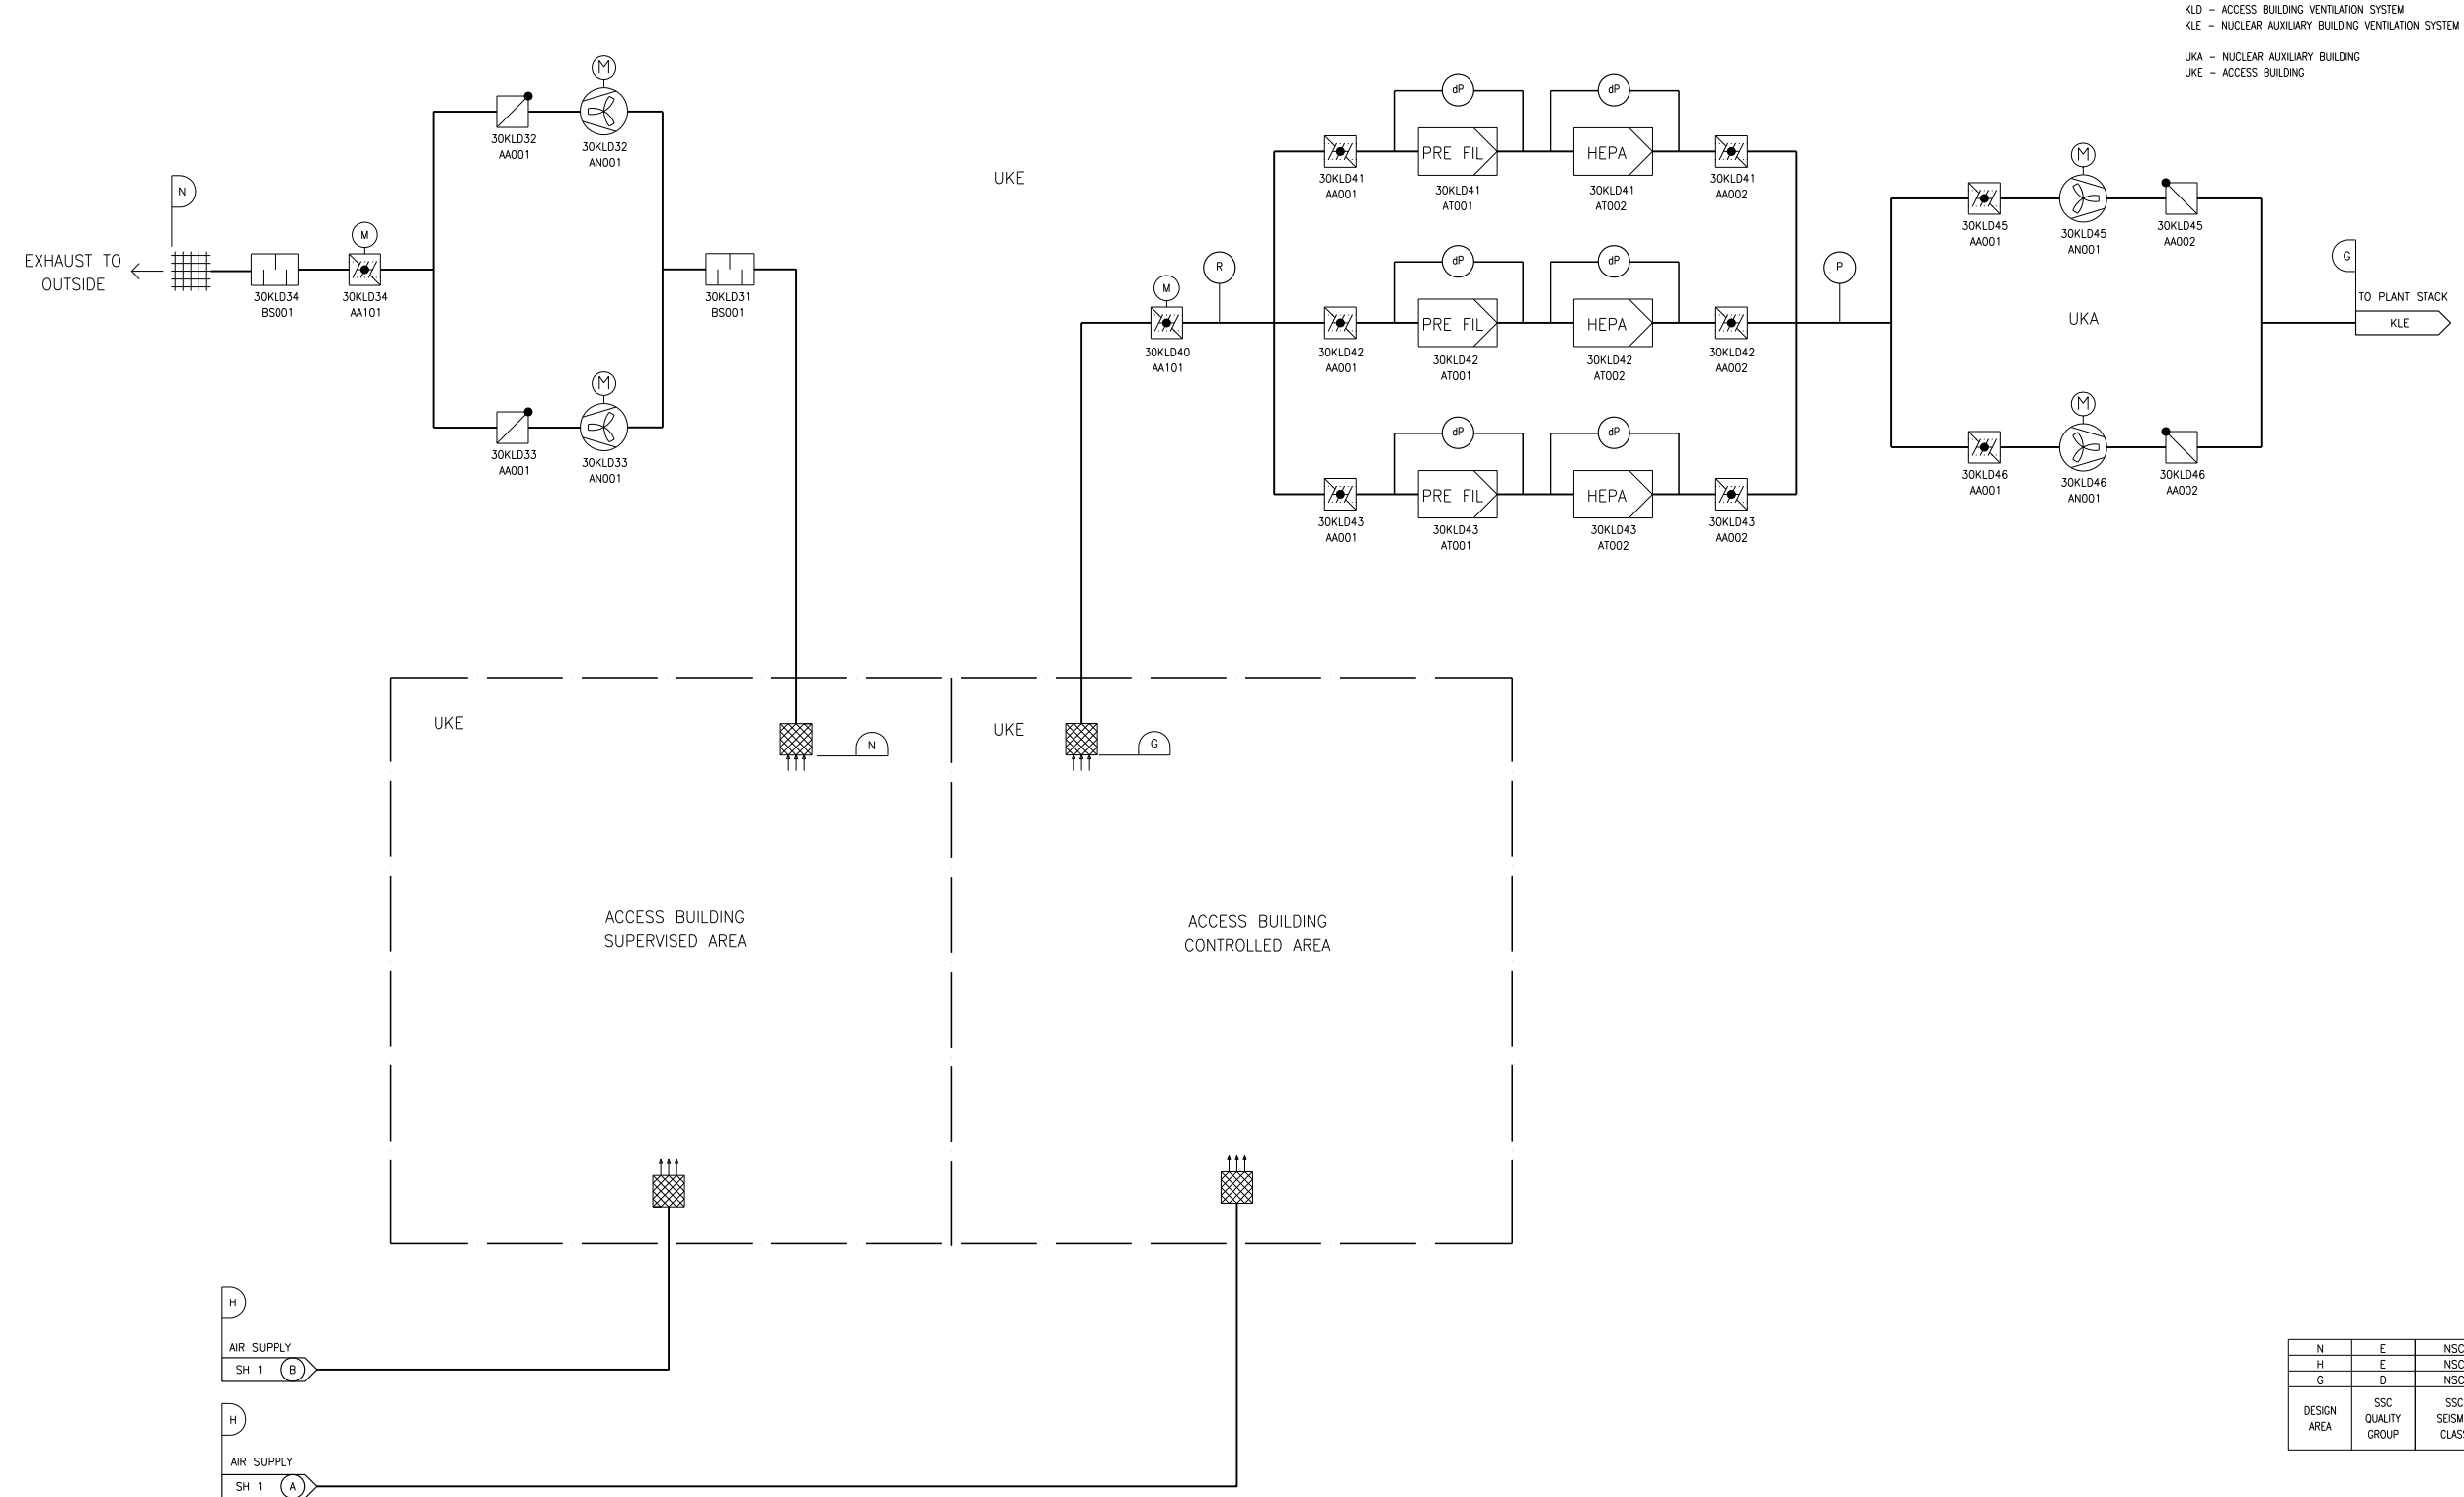 KLD - ACCESS BUILDING VENTILATION SYSTEM
KLE - NUCLEAR AUXILIARY BUILDING VENTILATION SYSTEM
UKA - NUCLEAR AUXILIARY BUILDING
UKE - ACCESS BUILDING
N
EXHAUST TO
OUTSIDE
30KLD34
BS001
M
30KLD34
AA101
30KLD32
AA001
M
30KLD32
AN001
30KLD33
AA001
M
30KLD33
AN001
30KLD31
BS001
UKE
M
30KLD40
AA101
R
30KLD41
AA001
dP
PRE FIL
30KLD41
AT001
dP
HEPA
30KLD41
AT002
30KLD41
AA002
30KLD42
AA001
dP
PRE FIL
30KLD42
AT001
dP
HEPA
30KLD42
AT002
30KLD42
AA002
30KLD43
AA001
dP
PRE FIL
30KLD43
AT001
dP
HEPA
30KLD43
AT002
30KLD43
AA002
P
30KLD45
AA001
M
30KLD45
AN001
30KLD45
AA002
UKA
30KLD46
AA001
M
30KLD46
AN001
30KLD46
AA002
G
TO PLANT STACK
KLE
UKE
N
UKE
G
ACCESS BUILDING
SUPERVISED AREA
ACCESS BUILDING
CONTROLLED AREA
H
AIR SUPPLY
SH 1 B
H
AIR SUPPLY
SH 1 A
N E NSC
H E NSC
G D NSC
DESIGN
AREA
SSC
QUALITY
GROUP
SSC